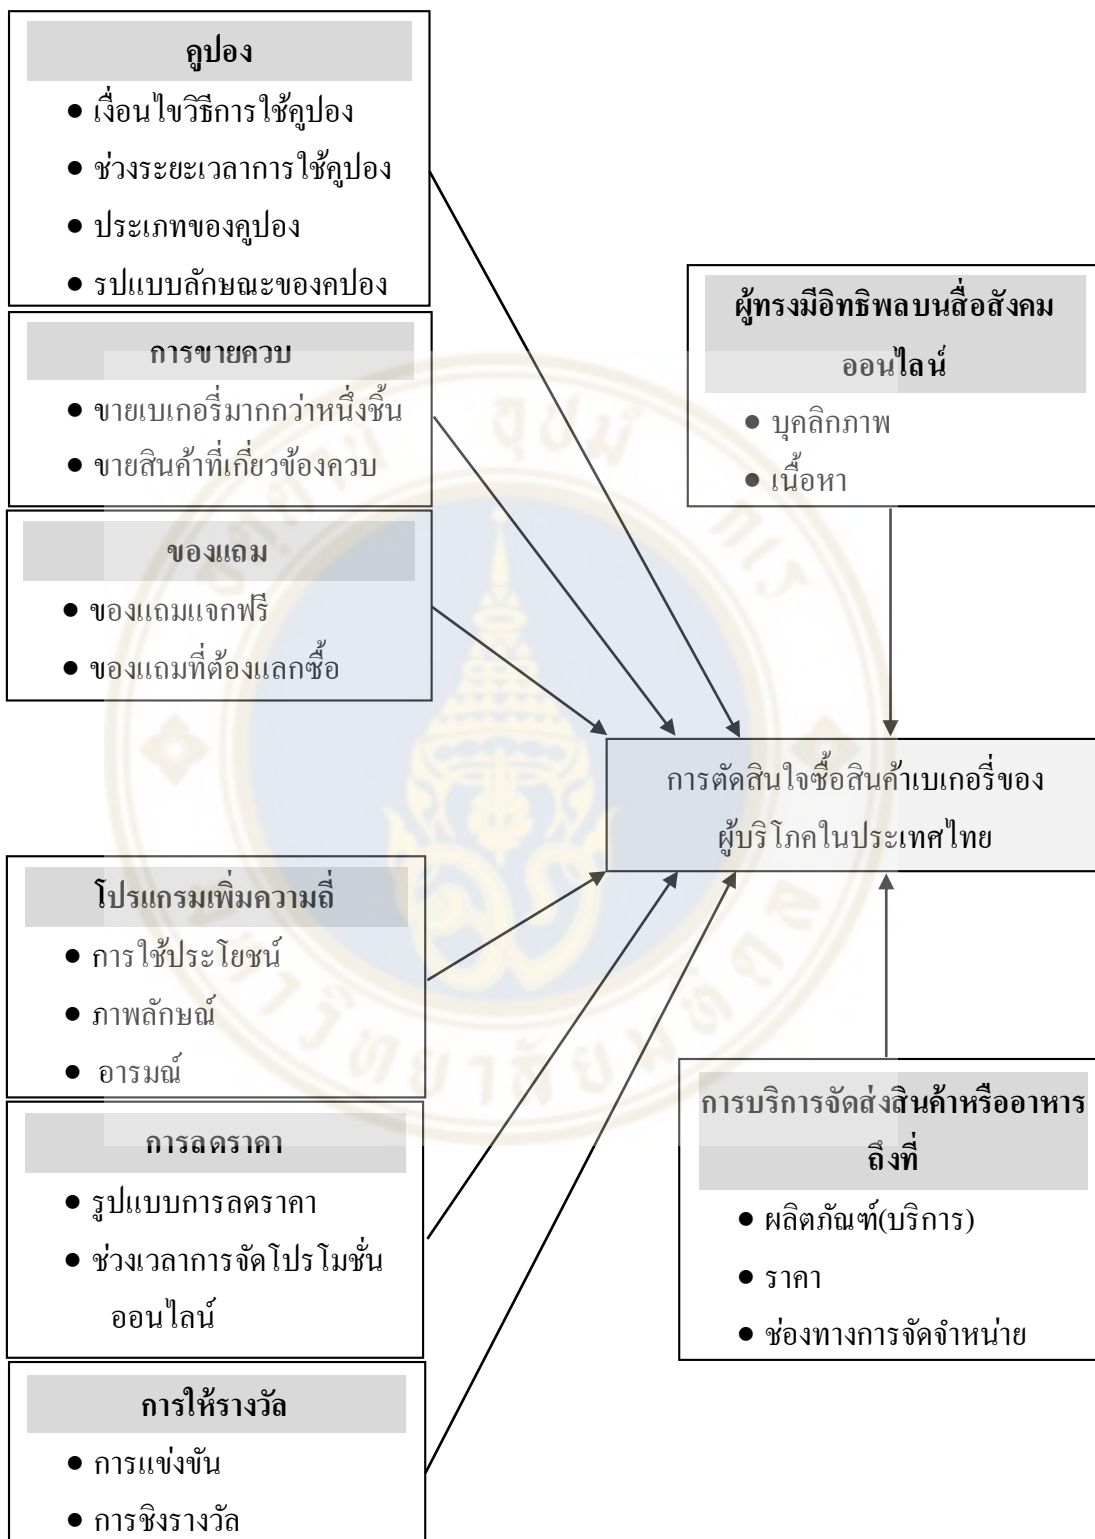 คูปอง
● เงื่อนไขวิธีการใช้คูปอง
● ช่วงระยะเวลาการใช้คูปอง
● ประเภทของคูปอง
● รูปแบบลักษณะของคูปอง
การขายควบ
● ขายเบเกอรี่มากกว่าหนึ่งชิ้น
● ขายสินค้าที่เกี่ยวข้องควบ
ของแถม
● ของแถมแจกฟรี
● ของแถมที่ต้องแลกซื้อ
โปรแกรมเพิ่มความถี่
● การใช้ประโยชน์
● ภาพลักษณ์
● อารมณ์
การลดราคา
● รูปแบบการลดราคา
● ช่วงเวลาการจัดโปรโมชั่น
ออนไลน์
การให้รางวัล
● การแข่งขัน
● การชิงรางวัล
ผู้ทรงมีอิทธิพลบนสื่อสังคม
ออนไลน์
● บุคลิกภาพ
● เนื้อหา
การตัดสินใจซื้อสินค้าเบเกอรี่ของ
ผู้บริโภคในประเทศไทย
การบริการจัดส่งสินค้าหรืออาหาร
ถึงที่
● ผลิตภัณฑ์(บริการ)
● ราคา
● ช่องทางการจัดจำหน่าย